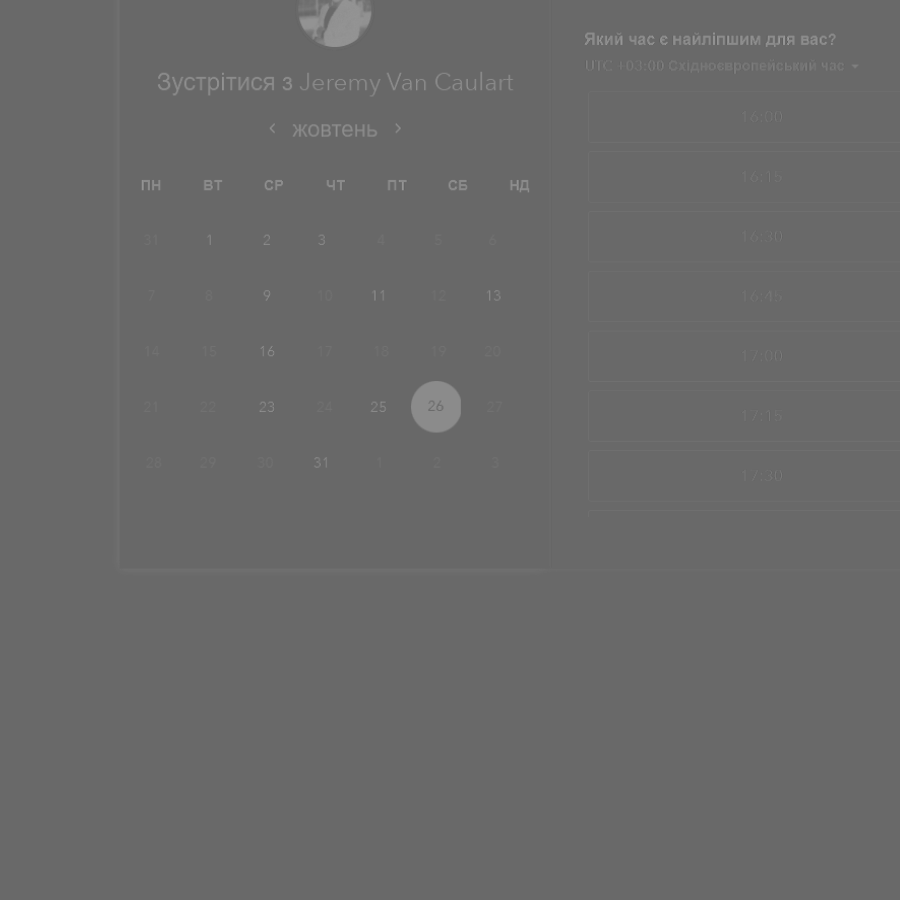 Зустрітися з Jeremy Van Caulart
‹ жовтень ›
ПН ВТ СР ЧТ ПТ СБ НД
31 1 2 3 4 5 6
7 8 9 10 11 12 13
14 15 16 17 18 19 20
21 22 23 24 25 26 27
28 29 30 31 1 2 3
Який час є найліпшим для вас?
UTC +03:00 Східноєвропейський час
16:00
16:15
16:30
16:45
17:00
17:15
17:30